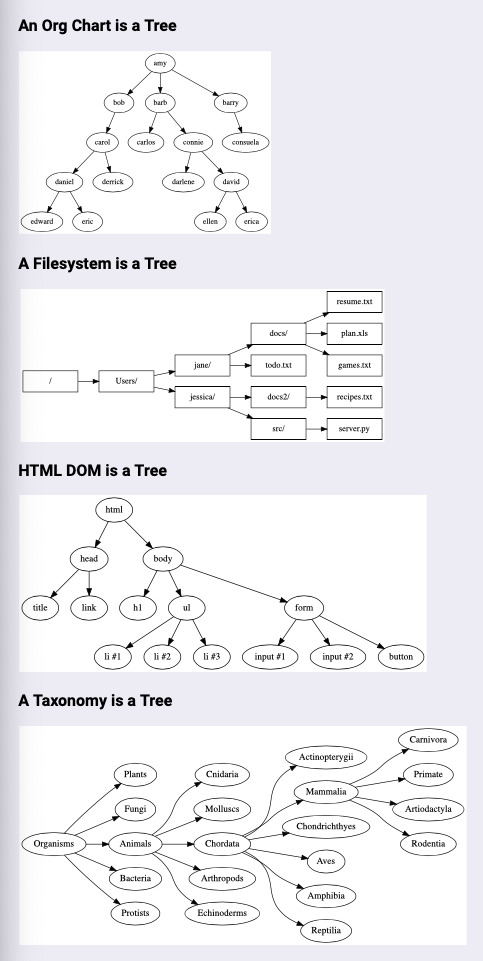 An Org Chart is a Tree
amy
bob barb barry
carol carlos connie consuela
daniel derrick darlene david
edward eric ellen erica
A Filesystem is a Tree
resume.txt
docs/ plan.xls
jane/ todo.txt games.txt
/ Users/
jessica/ docs2/ recipes.txt
src/ server.py
HTML DOM is a Tree
html
head body
title link h1 ul form
li #1 li #2 li #3 input #1 input #2 button
A Taxonomy is a Tree
Carnivora
Actinopterygii
Plants Cnidaria Primate
Mammalia
Fungi Molluscs Artiodactyla
Chondrichthyes
Organisms Animals Chordata Rodentia
Aves
Bacteria Arthropods
Amphibia
Protists Echinoderms
Reptilia